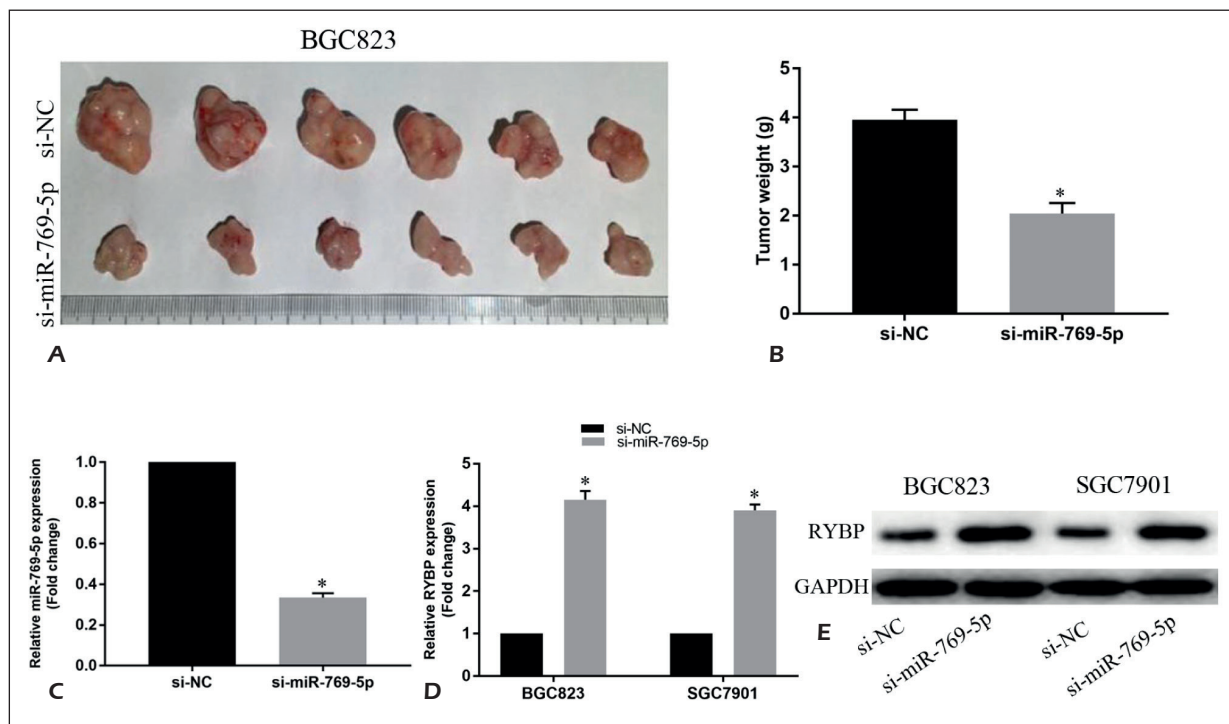 BGC823
si-NC
si-miR-769-5p
A
Tumor weight (g)
5
4
3
2
1
0
*
si-NC
si-miR-769-5p
B
Relative miR-769-5p expression
(Fold change)
1.0
0.8
0.6
0.4
0.2
0.0
*
si-NC
si-miR-769-5p
C
si-NC
si-miR-769-5p
Relative RYBP expression
(Fold change)
5
4
3
2
1
0
*
*
BGC823
SGC7901
D
BGC823 SGC7901
RYBP
GAPDH
si-NC
si-miR-769-5p
si-NC
si-miR-769-5p
E